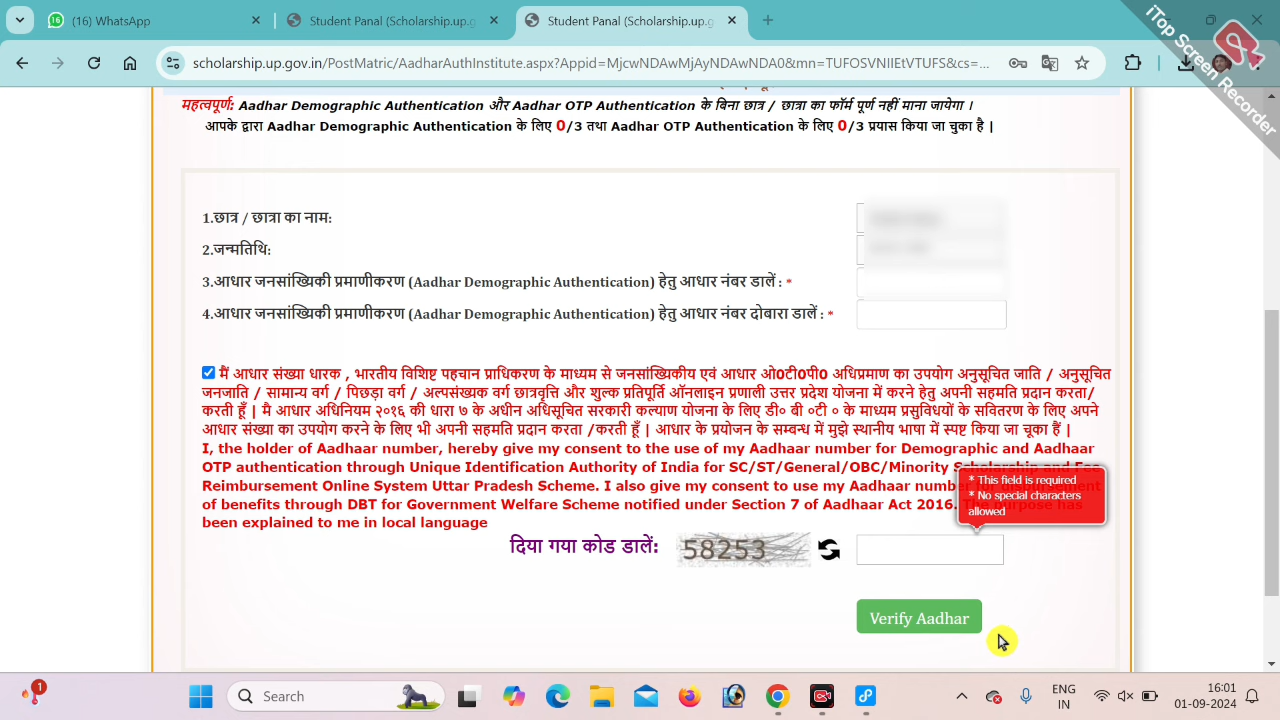 (16) WhatsApp
Student Panal (Scholarship.up.g
Student Panal (Scholarship.up.g
iTop Screen Recorder
scholarship.up.gov.in/PostMatric/AadharAuthInstitute.aspx?Appid=MjcwNDAwMjAyNDAwNDA0&mn=TUFOSVNIIEtVTUFS&cs=...
महत्वपूर्ण: Aadhar Demographic Authentication और Aadhar OTP Authentication के बिना छात्र / छात्रा का फॉर्म पूर्ण नहीं माना जायेगा ।
आपके द्वारा Aadhar Demographic Authentication के लिए 0/3 तथा Aadhar OTP Authentication के लिए 0/3 प्रयास किया जा चुका है |
1.छात्र / छात्रा का नाम:
2.जन्मतिथि:
3.आधार जनसांख्यिकी प्रमाणीकरण (Aadhar Demographic Authentication) हेतु आधार नंबर डालें : *
4.आधार जनसांख्यिकी प्रमाणीकरण (Aadhar Demographic Authentication) हेतु आधार नंबर दोबारा डालें : *
मैं आधार संख्या धारक , भारतीय विशिष्ट पहचान प्राधिकरण के माध्यम से जनसांख्यिकीय एवं आधार ओ0टी0पी0 अधिप्रमाण का उपयोग अनुसूचित जाति / अनुसूचित
जनजाति / सामान्य वर्ग / पिछड़ा वर्ग / अल्पसंख्यक वर्ग छात्रवृत्ति और शुल्क प्रतिपूर्ति ऑनलाइन प्रणाली उत्तर प्रदेश योजना में करने हेतु अपनी सहमति प्रदान करता/
करती हूँ | मै आधार अधिनियम २०१६ की धारा ७ के अधीन अधिसूचित सरकारी कल्याण योजना के लिए डी० बी ०टी ० के माध्यम प्रसुविधयों के सवितरण के लिए अपने
आधार संख्या का उपयोग करने के लिए भी अपनी सहमति प्रदान करता /करती हूँ | आधार के प्रयोजन के सम्बन्ध में मुझे स्थानीय भाषा में स्पष्ट किया जा चूका हैं |
I, the holder of Aadhaar number, hereby give my consent to the use of my Aadhaar number for Demographic and Aadhaar
OTP authentication through Unique Identification Authority of India for SC/ST/General/OBC/Minority Scholarship and Fee
Reimbursement Online System Uttar Pradesh Scheme. I also give my consent to use my Aadhaar number for disbursement
of benefits through DBT for Government Welfare Scheme notified under Section 7 of Aadhaar Act 2016. The purpose has
been explained to me in local language
* This field is required
* No special characters
allowed
दिया गया कोड डालें: 58253
Verify Aadhar
1
Search
ENG
IN
16:01
01-09-2024